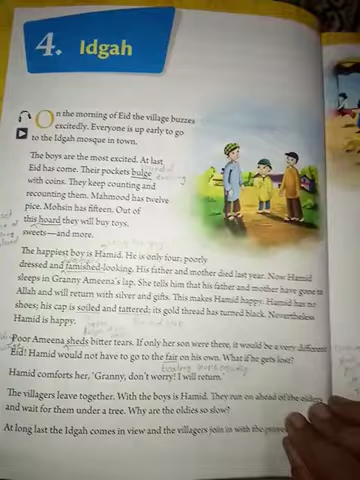 4. Idgah
On the morning of Eid the village buzzes
excitedly. Everyone is up early to go
to the Idgah mosque in town.
The boys are the most excited. At last
Eid has come. Their pockets bulge
with coins. They keep counting and
recounting them. Mahmood has twelve
pice. Mohsin has fifteen. Out of
this hoard they will buy toys,
sweets—and more.
The happiest boy is Hamid. He is only four; poorly
dressed and famished-looking. His father and mother died last year. Now Hamid
sleeps in Granny Ameena's lap. She tells him that his father and mother have gone to
Allah and will return with silver and gifts. This makes Hamid happy. Hamid has no
shoes; his cap is soiled and tattered; its gold thread has turned black. Nevertheless
Hamid is happy.
Poor Ameena sheds bitter tears. If only her son were there, it would be a very different
Eid! Hamid would not have to go to the fair on his own. What if he gets lost?
Hamid comforts her, 'Granny, don't worry! I will return.'
The villagers leave together. With the boys is Hamid. They run on ahead of the elders
and wait for them under a tree. Why are the oldies so slow?
At long last the Idgah comes in view and the villagers join in with the